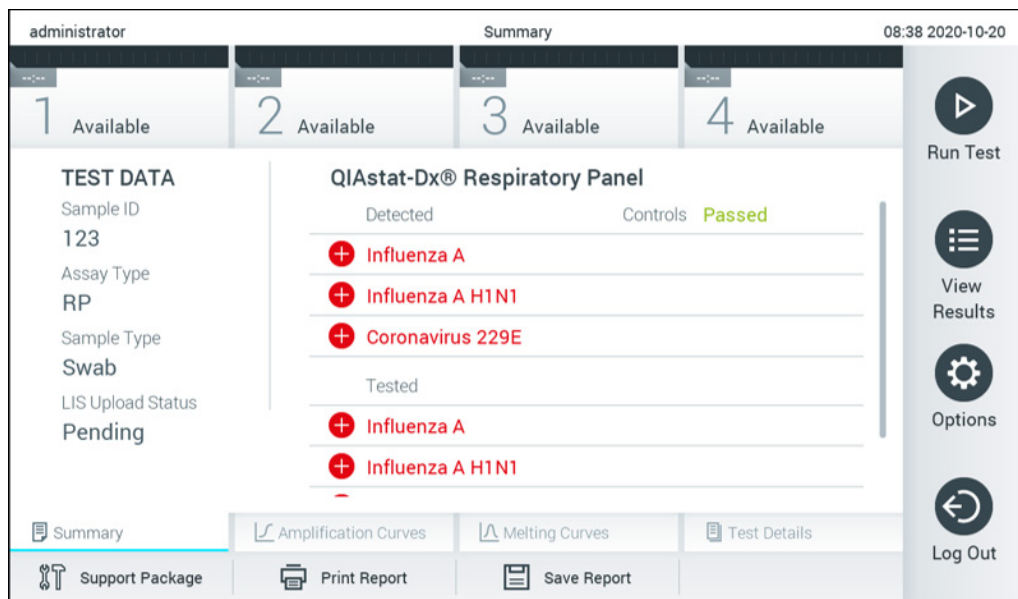 administrator Summary 08:38 2020-10-20
--:-- --:-- --:-- --:--
1 Available 2 Available 3 Available 4 Available
Run Test
TEST DATA
Sample ID
123
Assay Type
RP
Sample Type
Swab
LIS Upload Status
Pending
QIAstat-Dx® Respiratory Panel
Detected Controls Passed
Influenza A
Influenza A H1N1
Coronavirus 229E
Tested
Influenza A
Influenza A H1N1
View
Results
Options
Log Out
Summary Amplification Curves Melting Curves Test Details
Support Package Print Report Save Report